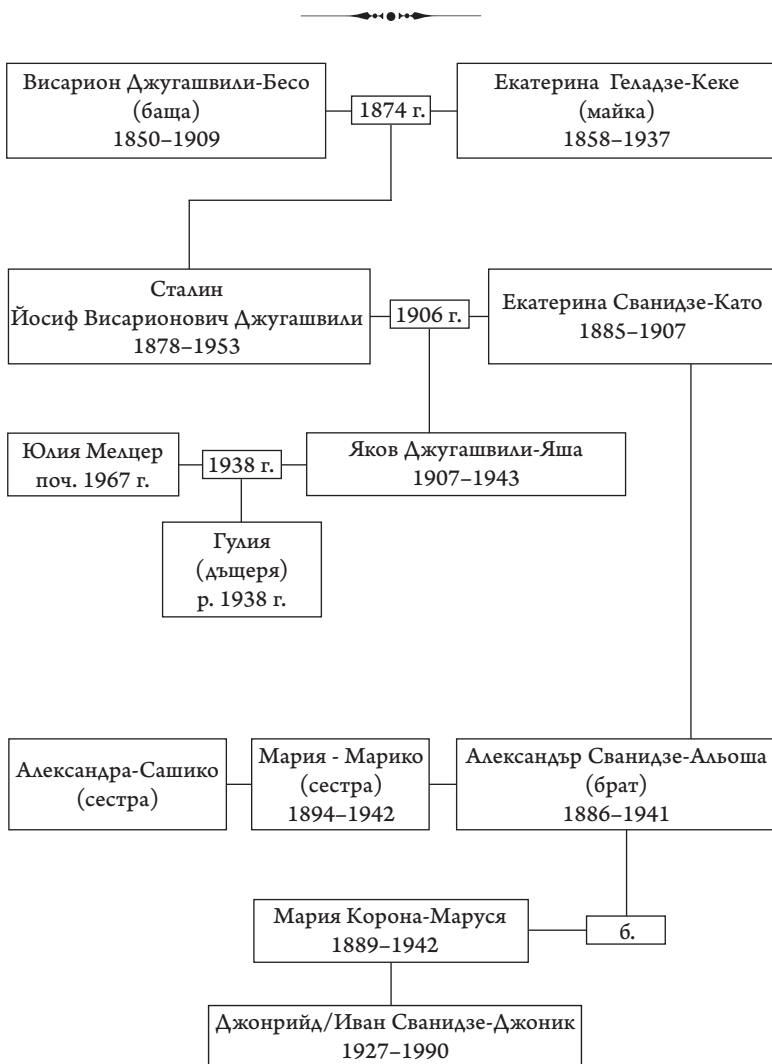 Висарион Джугашвили-Бесо
(баща)
1850–1909
1874 г.
Екатерина Геладзе-Кеке
(майка)
1858–1937
Сталин
Йосиф Висарионович Джугашвили
1878–1953
1906 г.
Екатерина Сванидзе-Като
1885–1907
Юлия Мелцер
поч. 1967 г.
1938 г.
Яков Джугашвили-Яша
1907–1943
Гулия
(дъщеря)
р. 1938 г.
Александра-Сашико
(сестра)
Мария - Марико
(сестра)
1894–1942
Александър Сванидзе-Альоша
(брат)
1886–1941
Мария Корона-Маруся
1889–1942
б.
Джонрийд/Иван Сванидзе-Джоник
1927–1990